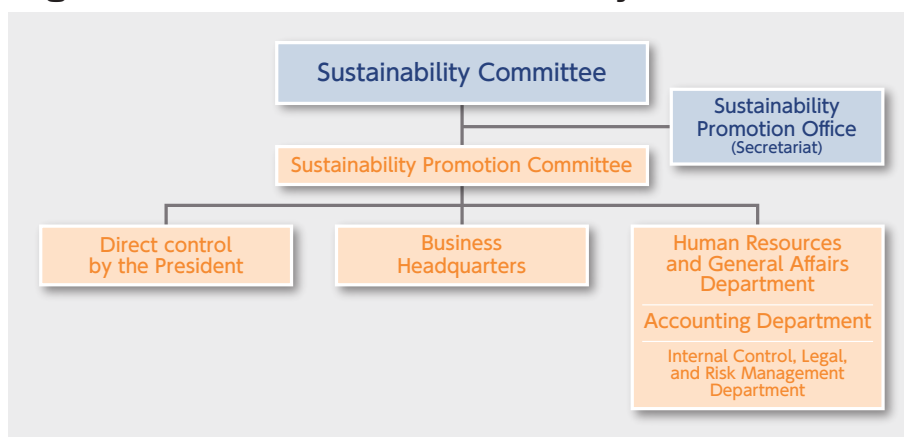 Sustainability Committee
Sustainability
Promotion Office
(Secretariat)
Sustainability Promotion Committee
Direct control
by the President
Business
Headquarters
Human Resources
and General Affairs
Department
Accounting Department
Internal Control, Legal,
and Risk Management
Department